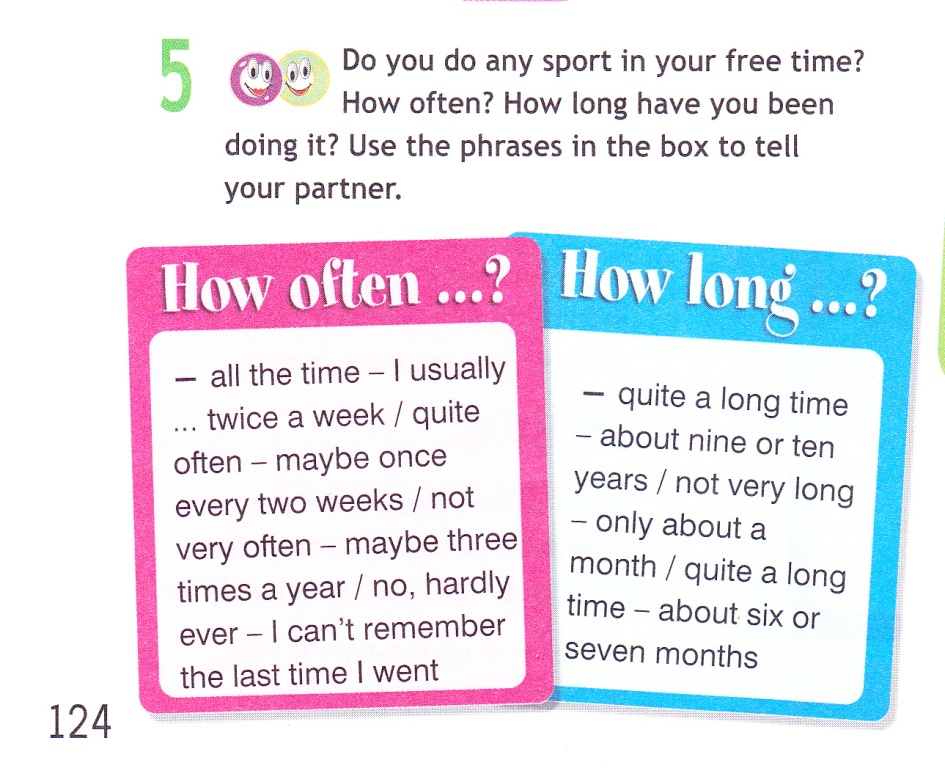 5
Do you do any sport in your free time?
How often? How long have you been
doing it? Use the phrases in the box to tell
your partner.
How often ...?
— all the time – I usually
... twice a week / quite
often – maybe once
every two weeks / not
very often – maybe three
times a year / no, hardly
ever – I can't remember
the last time I went
How long ...?
— quite a long time
– about nine or ten
years / not very long
– only about a
month / quite a long
time – about six or
seven months
124